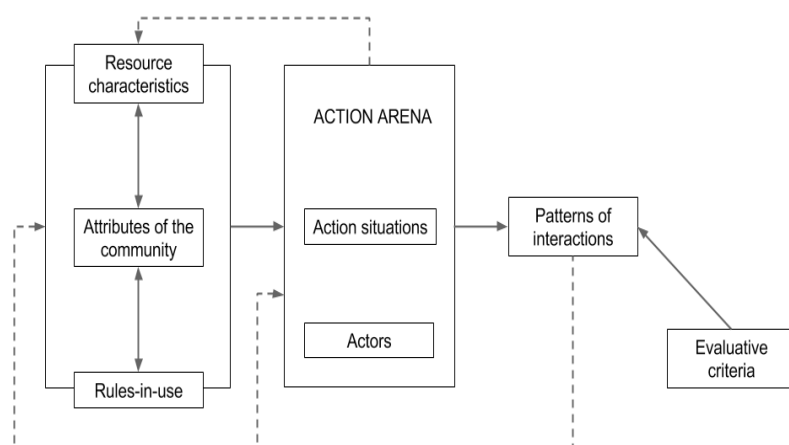 Resource
characteristics
Attributes of the
community
Rules-in-use
ACTION ARENA
Action situations
Actors
Patterns of
interactions
Evaluative
criteria